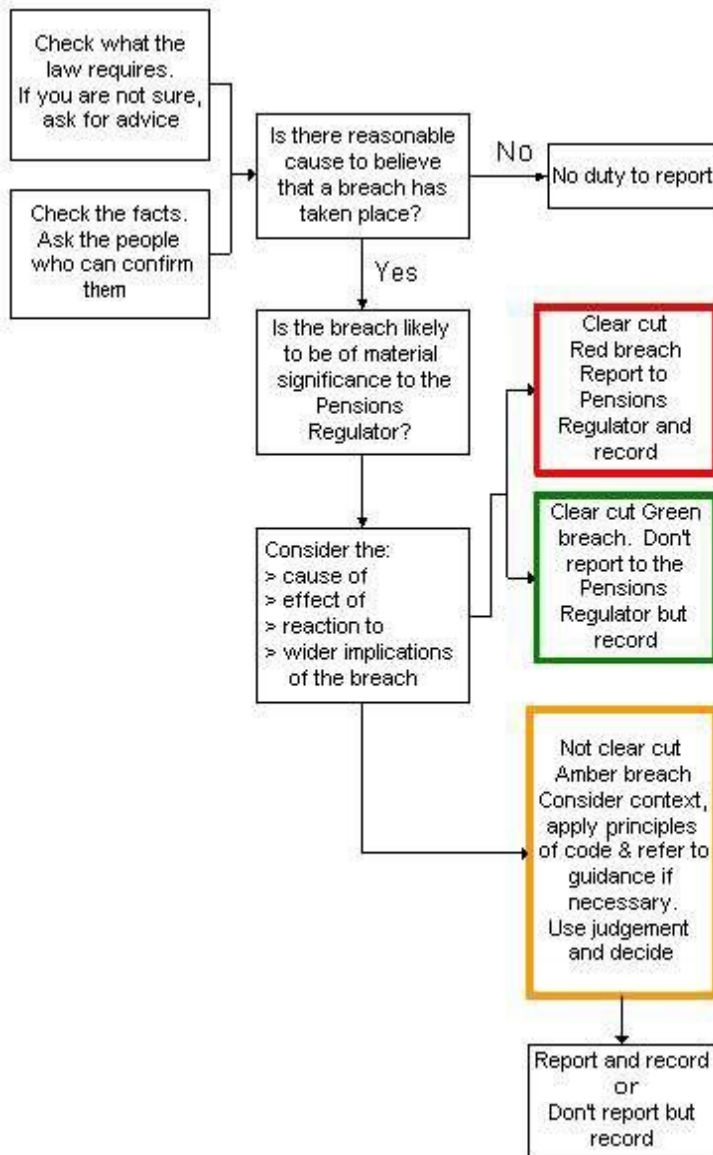 Check what the
law requires.
If you are not sure,
ask for advice
Check the facts.
Ask the people
who can confirm
them
Is there reasonable
cause to believe
that a breach has
taken place?
No
No duty to report
Yes
Is the breach likely
to be of material
significance to the
Pensions
Regulator?
Clear cut
Red breach
Report to
Pensions
Regulator and
record
Clear cut Green
breach. Don't
report to the
Pensions
Regulator but
record
Consider the:
> cause of
> effect of
> reaction to
> wider implications
of the breach
Not clear cut
Amber breach
Consider context,
apply principles
of code & refer to
guidance if
necessary.
Use judgement
and decide
Report and record
or
Don't report but
record